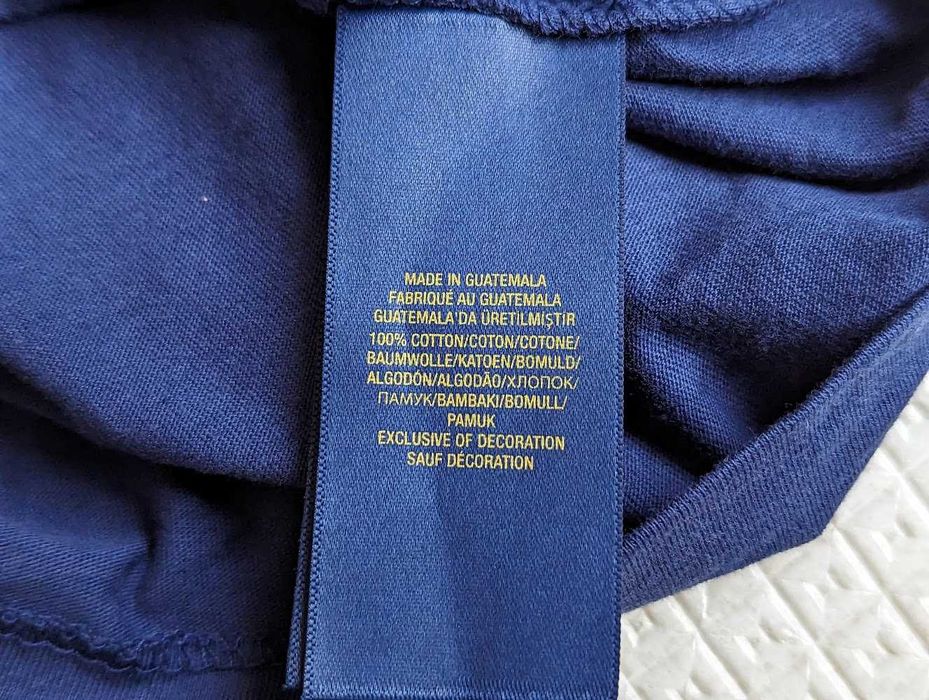 MADE IN GUATEMALA
FABRIQUÉ AU GUATEMALA
GUATEMALA'DA ÜRETILMIŞTIR
100% COTTON/COTON/COTONE/
BAUMWOLLE/KATOEN/BOMULD/
ALGODÓN/ALGODÃO/ХЛОПОК/
ПАМУК/BAMBAKI/BOMULL/
PAMUK
EXCLUSIVE OF DECORATION
SAUF DÉCORATION